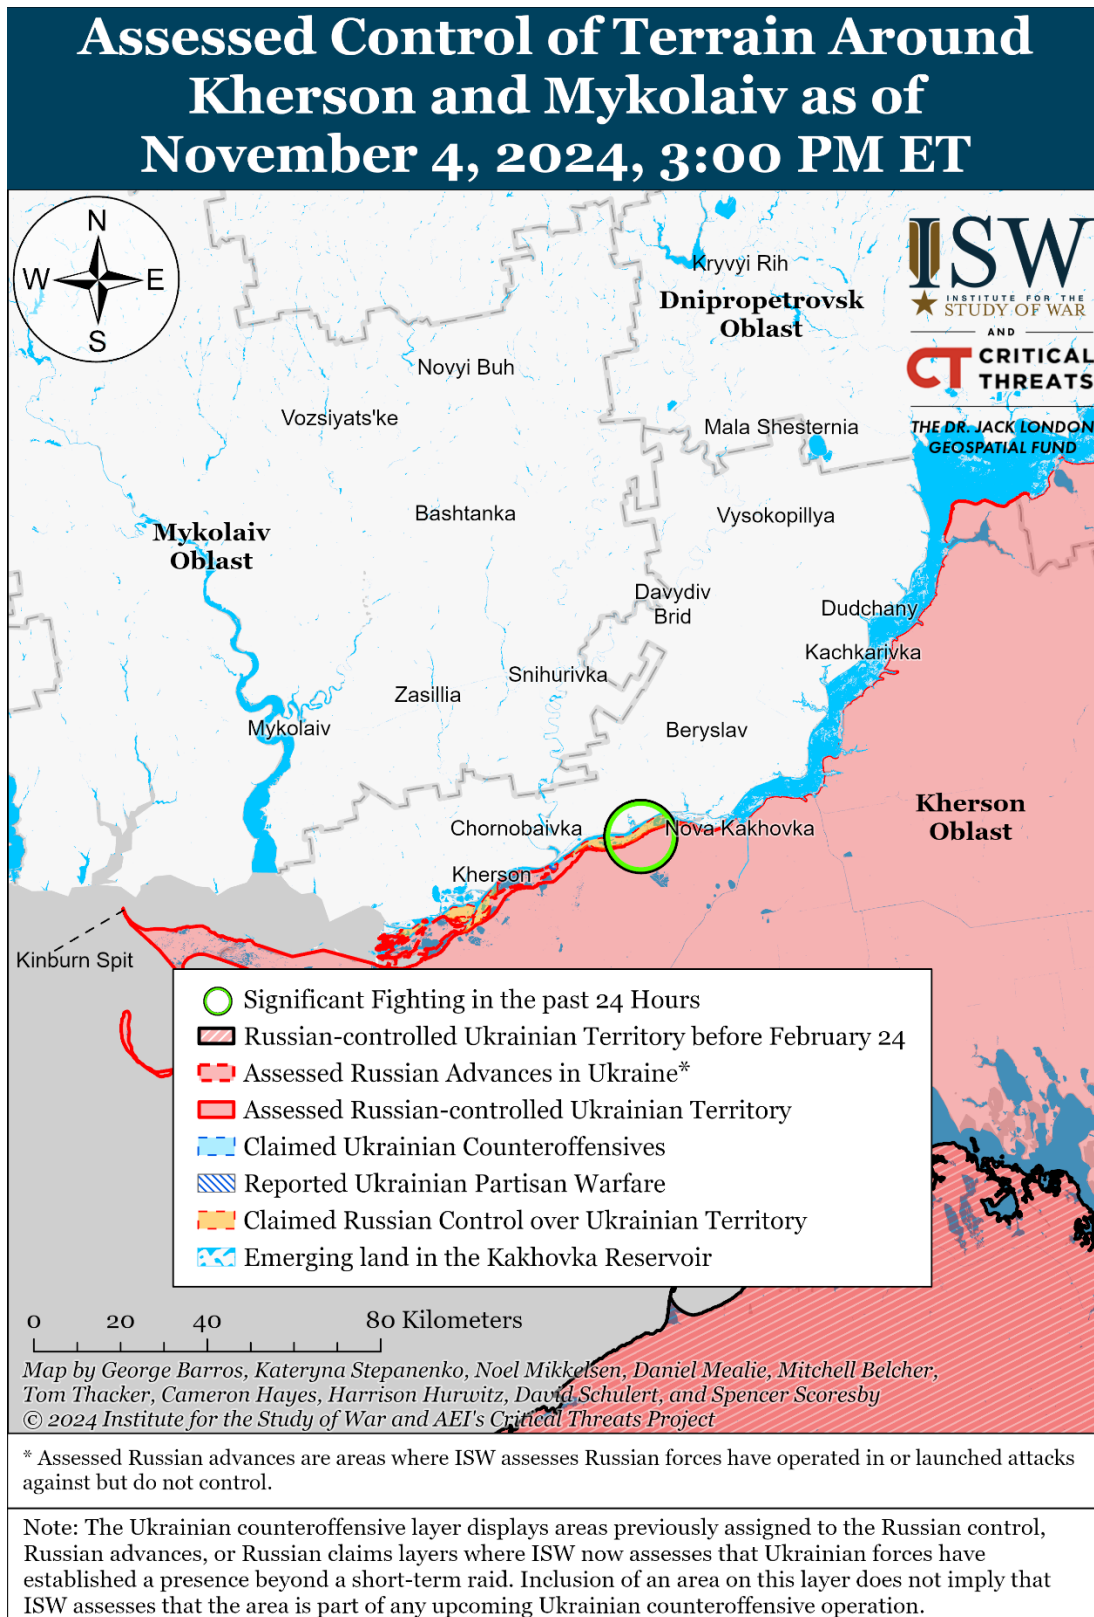 Assessed Control of Terrain Around
Kherson and Mykolaiv as of
November 4, 2024, 3:00 PM ET
N
W
E
S
ISW
INSTITUTE FOR THE
STUDY OF WAR
AND
CT CRITICAL
THREATS
THE DR. JACK LONDON
GEOSPATIAL FUND
Kryvyi Rih
Dnipropetrovsk
Oblast
Novyi Buh
Vozsiyats'ke
Mala Shesternia
Bashtanka
Vysokopillya
Mykolaiv
Oblast
Davydiv
Brid
Dudchany
Kachkarivka
Snihurivka
Zasillia
Mykolaiv
Beryslav
Kherson
Oblast
Chornobaivka
Nova Kakhovka
Kherson
Kinburn Spit
Significant Fighting in the past 24 Hours
Russian-controlled Ukrainian Territory before February 24
Assessed Russian Advances in Ukraine*
Assessed Russian-controlled Ukrainian Territory
Claimed Ukrainian Counteroffensives
Reported Ukrainian Partisan Warfare
Claimed Russian Control over Ukrainian Territory
Emerging land in the Kakhovka Reservoir
0 20 40 80 Kilometers
Map by George Barros, Kateryna Stepanenko, Noel Mikkelsen, Daniel Mealie, Mitchell Belcher,
Tom Thacker, Cameron Hayes, Harrison Hurwitz, David Schulert, and Spencer Scoresby
© 2024 Institute for the Study of War and AEI's Critical Threats Project
* Assessed Russian advances are areas where ISW assesses Russian forces have operated in or launched attacks
against but do not control.
Note: The Ukrainian counteroffensive layer displays areas previously assigned to the Russian control,
Russian advances, or Russian claims layers where ISW now assesses that Ukrainian forces have
established a presence beyond a short-term raid. Inclusion of an area on this layer does not imply that
ISW assesses that the area is part of any upcoming Ukrainian counteroffensive operation.